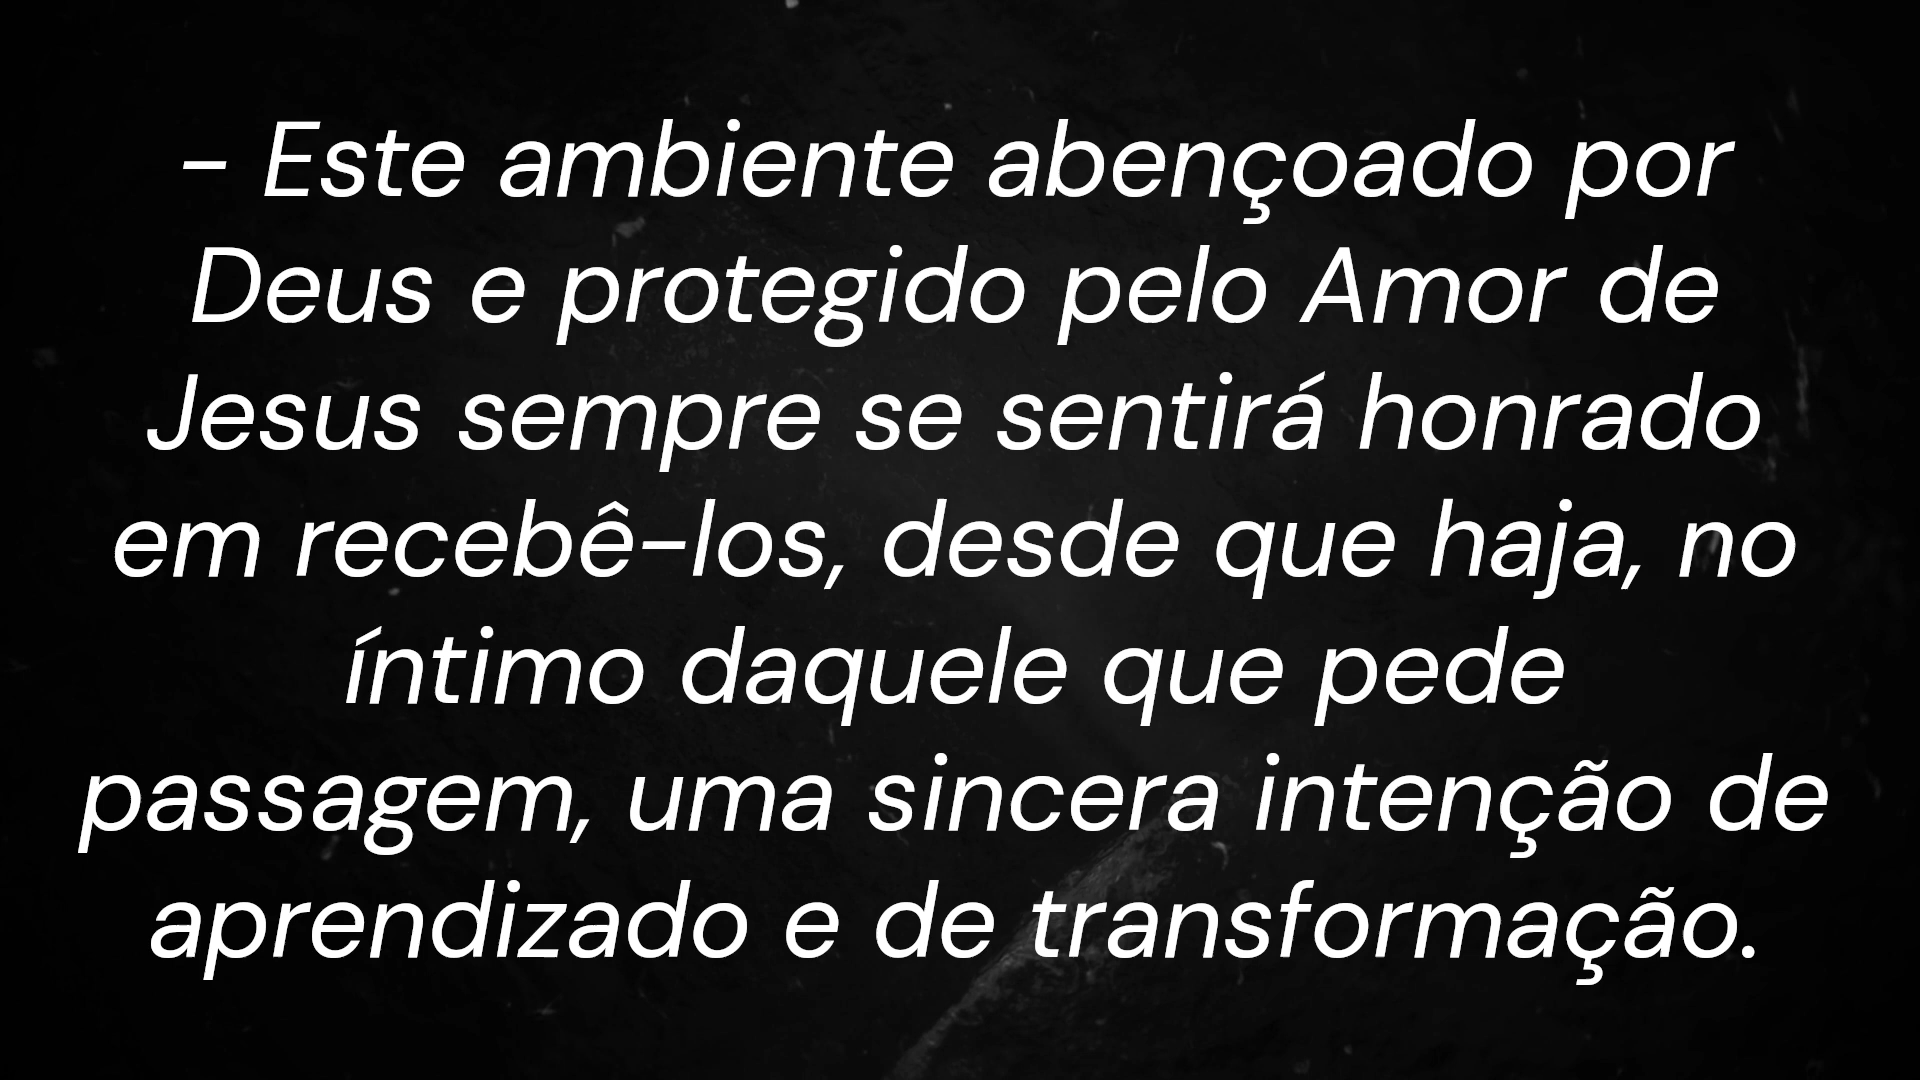 - Este ambiente abençoado por
Deus e protegido pelo Amor de
Jesus sempre se sentirá honrado
em recebê-los, desde que haja, no
íntimo daquele que pede
passagem, uma sincera intenção de
aprendizado e de transformação.